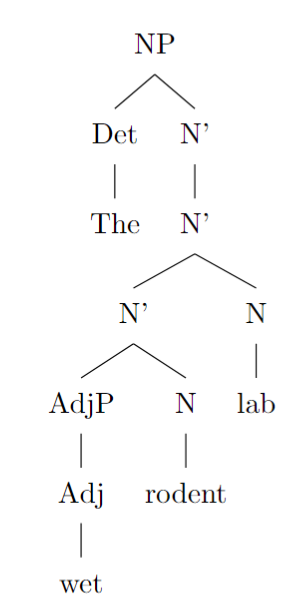 NP
Det N’
The N’
N’ N
AdjP N lab
Adj rodent
wet